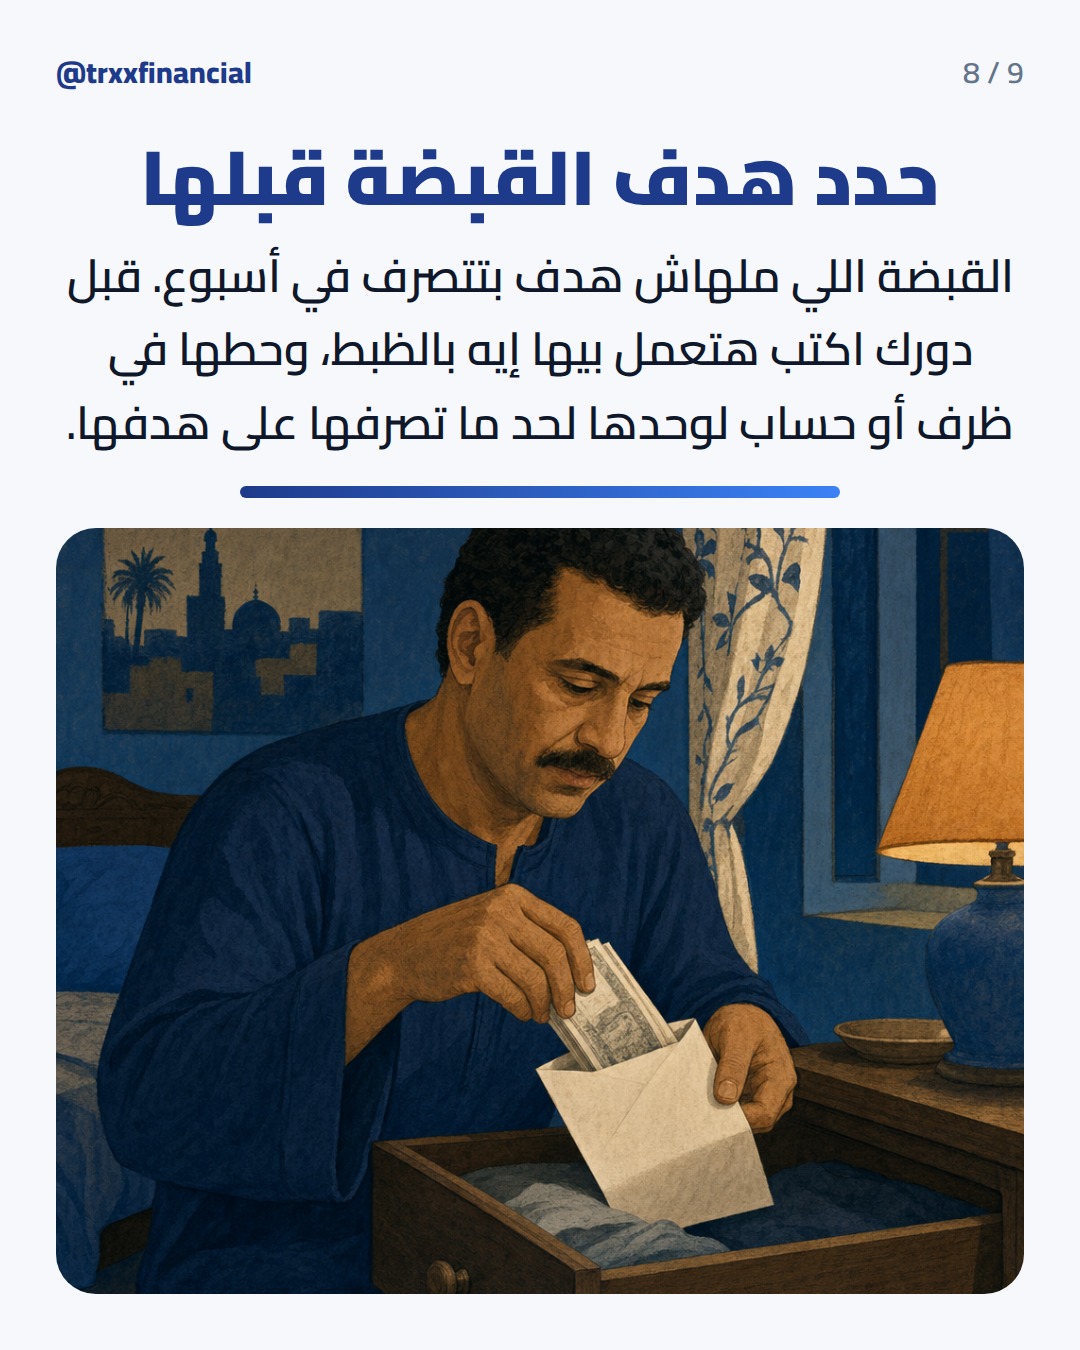 @trxxfinancial
8 / 9
حدد هدف القبضة قبلها
القبضة اللي ملهاش هدف بتتصرف في أسبوع. قبل
دورك اكتب هتعمل بيها إيه بالظبط، وحطها في
ظرف أو حساب لوحدها لحد ما تصرفها على هدفها.